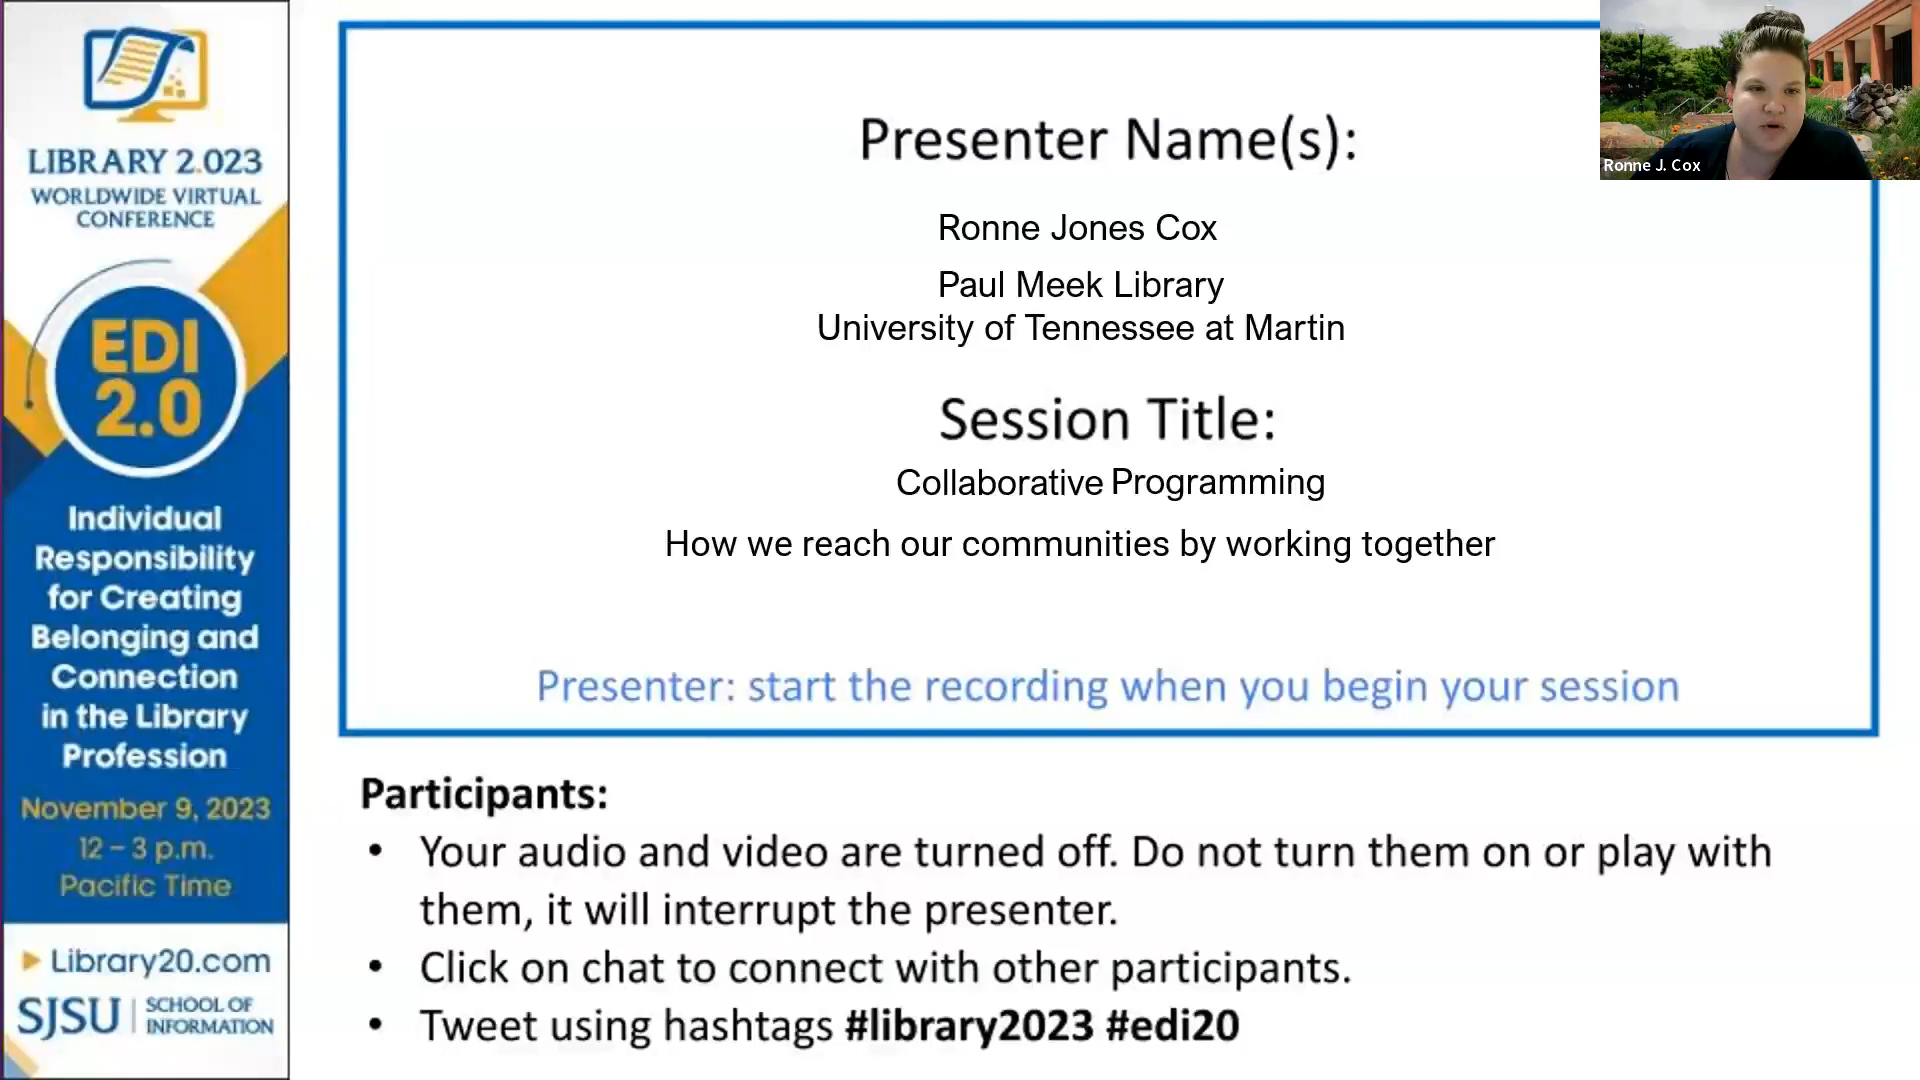 LIBRARY 2.023
WORLDWIDE VIRTUAL
CONFERENCE
EDI
2.0
Individual
Responsibility
for Creating
Belonging and
Connection
in the Library
Profession
November 9, 2023
12 – 3 p.m.
Pacific Time
Library20.com
SJSU
SCHOOL OF
INFORMATION
Presenter Name(s):
Ronne Jones Cox
Paul Meek Library
University of Tennessee at Martin
Session Title:
Collaborative Programming
How we reach our communities by working together
Presenter: start the recording when you begin your session
Participants:
• Your audio and video are turned off. Do not turn them on or play with
them, it will interrupt the presenter.
• Click on chat to connect with other participants.
• Tweet using hashtags #library2023 #edi20
Ronne J. Cox